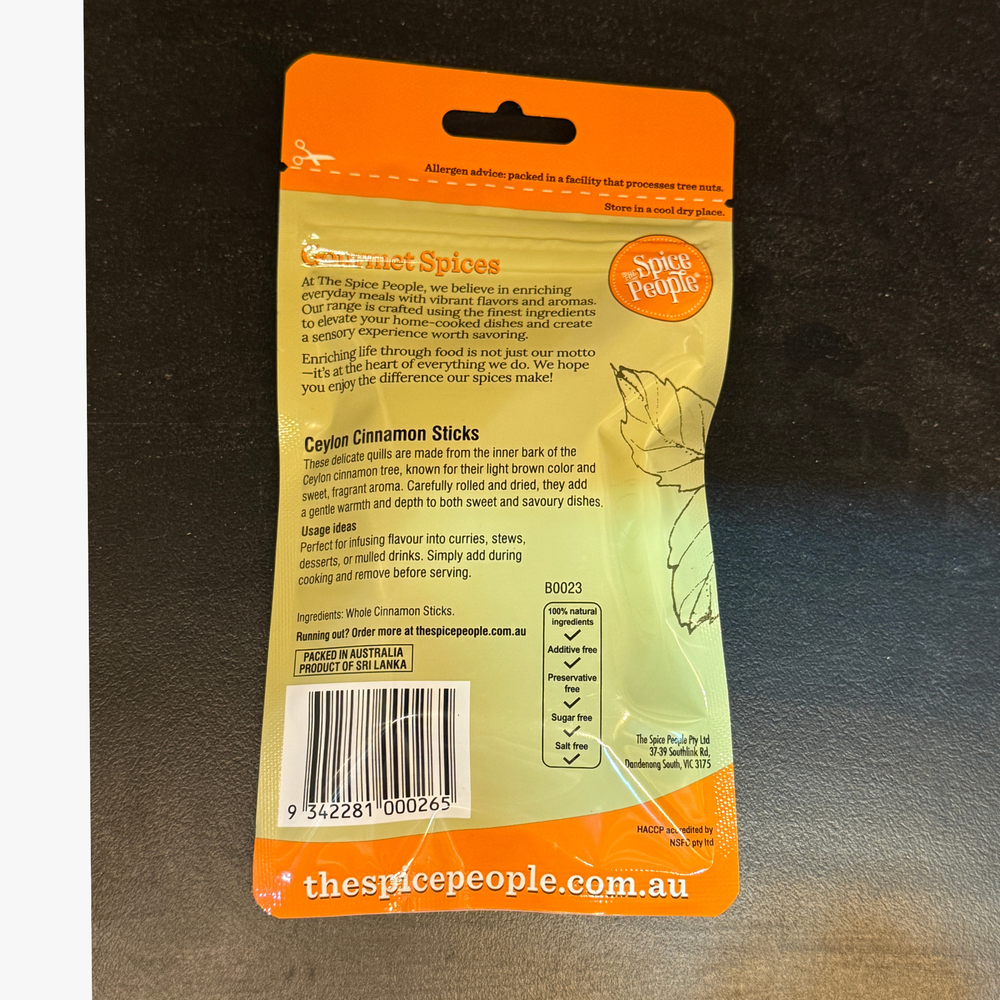 Allergen advice: packed in a facility that processes tree nuts.
Store in a cool dry place.
Gourmet Spices
THE
Spice
People
At The Spice People, we believe in enriching
everyday meals with vibrant flavors and aromas.
Our range is crafted using the finest ingredients
to elevate your home-cooked dishes and create
a sensory experience worth savoring.
Enriching life through food is not just our motto
—it's at the heart of everything we do. We hope
you enjoy the difference our spices make!
Ceylon Cinnamon Sticks
These delicate quills are made from the inner bark of the
Ceylon cinnamon tree, known for their light brown color and
sweet, fragrant aroma. Carefully rolled and dried, they add
a gentle warmth and depth to both sweet and savoury dishes.
Usage ideas
Perfect for infusing flavour into curries, stews,
desserts, or mulled drinks. Simply add during
cooking and remove before serving.
Ingredients: Whole Cinnamon Sticks.
Running out? Order more at thespicepeople.com.au
PACKED IN AUSTRALIA
PRODUCT OF SRI LANKA
9 342281 000265
B0023
100% natural
ingredients
Additive free
Preservative
free
Sugar free
Salt free
The Spice People Pty Ltd
37-39 Southlink Rd,
Dandenong South, VIC 3175
HACCP accredited by
NSFC pty ltd
thespicepeople.com.au